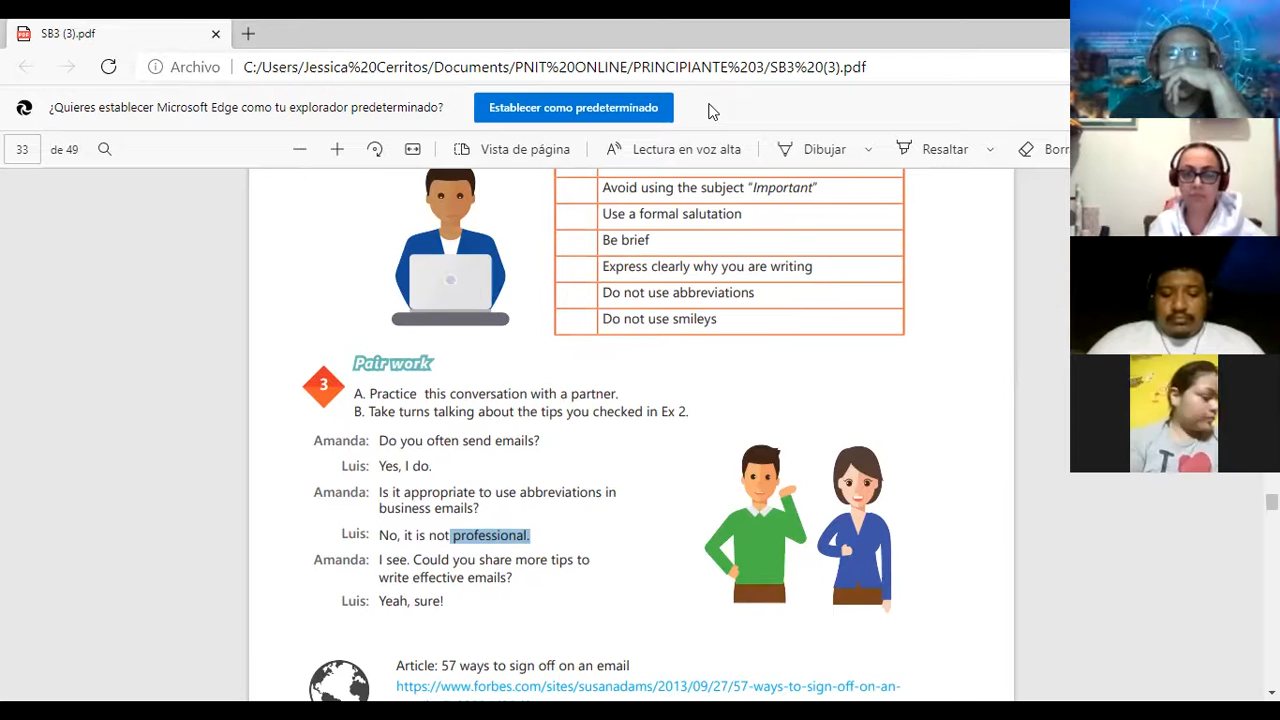 SB3 (3).pdf
Archivo
C:/Users/Jessica%20Cerritos/Documents/PNIT%20ONLINE/PRINCIPIANTE%203/SB3%20(3).pdf
¿Quieres establecer Microsoft Edge como tu explorador predeterminado?
Establecer como predeterminado
33 de 49
Vista de página
Lectura en voz alta
Dibujar
Resaltar
Borr
Avoid using the subject "Important"
Use a formal salutation
Be brief
Express clearly why you are writing
Do not use abbreviations
Do not use smileys
Pair work
3
A. Practice this conversation with a partner.
B. Take turns talking about the tips you checked in Ex 2.
Amanda: Do you often send emails?
Luis: Yes, I do.
Amanda: Is it appropriate to use abbreviations in
business emails?
Luis: No, it is not professional.
Amanda: I see. Could you share more tips to
write effective emails?
Luis: Yeah, sure!
Article: 57 ways to sign off on an email
https://www.forbes.com/sites/susanadams/2013/09/27/57-ways-to-sign-off-on-an-